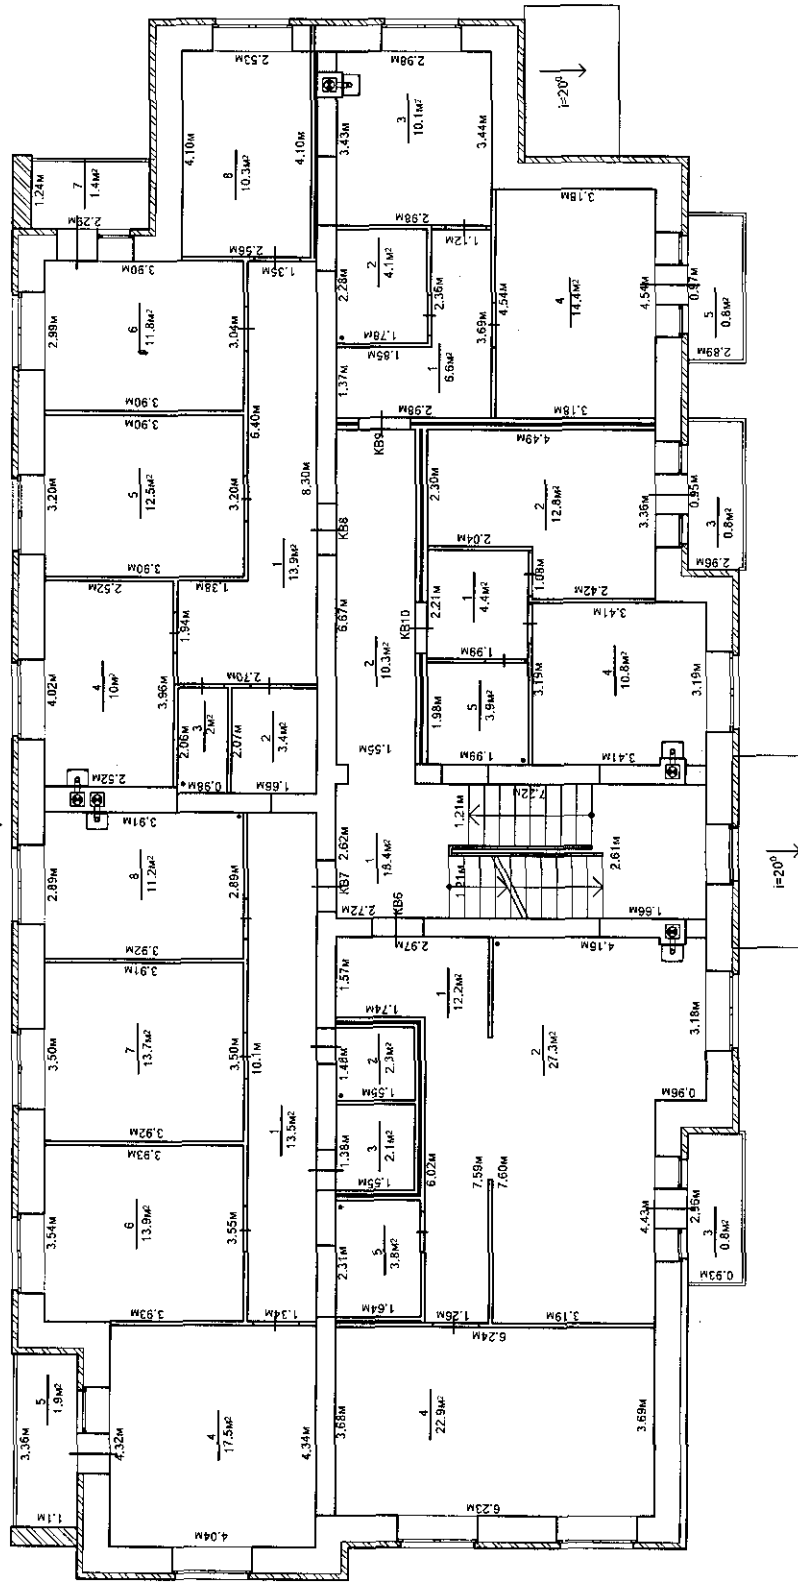 2.53м
4.10м
8
10.3м²
4.10м
2.56м
2.98м
3.43м
3
10.1м²
3.44м
2.98м
i=20⁰
1.24м
7
1.4м²
2.29м
3.90м
2.99м
6
11.8м²
3.04м
3.90м
1.35м
2.28м
2
4.1м²
1.78м
1.12м
2.36м
3.18м
4.54м
4
14.4м²
4.54м
3.18м
0.97м
5
0.8м²
2.89м
1.85м
1.37м
1
6.6м²
3.69м
2.98м
КВ9
3.90м
3.20м
5
12.5м²
3.20м
3.90м
6.40м
8.30м
КВ8
1
13.9м²
1.38м
4.49м
2.30м
2
12.8м²
3.36м
2.04м
1.08м
2.42м
0.95м
3
0.8м²
2.96м
2.52м
4.02м
4
10м²
3.96м
2.52м
1.94м
2.70м
2.06м
3
2м²
0.98м
2.07м
2
3.4м²
1.66м
6.67м
2
10.3м²
1.55м
КВ10
2.21м
1
4.4м²
1.99м
1.98м
5
3.9м²
1.99м
3.41м
3.19м
4
10.8м²
3.19м
3.41м
3.91м
2.89м
8
11.2м²
2.89м
3.92м
2.62м
КВ7
1
18.4м²
2.72м
КВ6
7.22м
1.21м
1.21м
2.61м
1.66м
i=20⁰
3.91м
3.50м
7
13.7м²
3.50м
3.92м
10.1м
1
13.5м²
2.97м
1.57м
1
12.2м²
1.74м
4.16м
2
27.3м²
3.18м
0.96м
1.48м
2
2.3м²
1.55м
1.38м
3
2.1м²
1.55м
6.02м
7.59м
7.60м
3.93м
3.54м
6
13.9м²
3.55м
3.93м
1.34м
2.31м
5
3.8м²
1.64м
1.26м
3.19м
4.43м
3
0.8м²
0.93м
3.36м
5
1.9м²
1.1м
4.32м
4
17.5м²
4.34м
4.04м
6.24м
3.68м
4
22.9м²
3.69м
6.23м